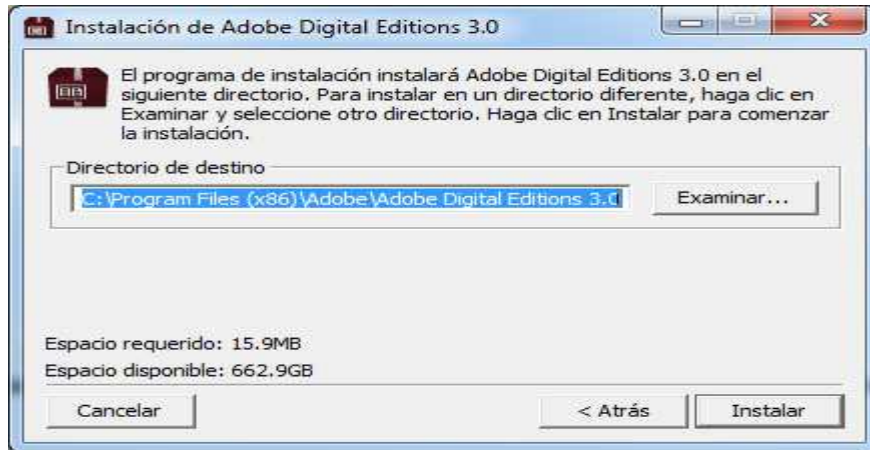 Instalación de Adobe Digital Editions 3.0
El programa de instalación instalará Adobe Digital Editions 3.0 en el
siguiente directorio. Para instalar en un directorio diferente, haga clic en
Examinar y seleccione otro directorio. Haga clic en Instalar para comenzar
la instalación.
Directorio de destino
C:\Program Files (x86)\Adobe\Adobe Digital Editions 3.0
Examinar...
Espacio requerido: 15.9MB
Espacio disponible: 662.9GB
Cancelar
< Atrás
Instalar